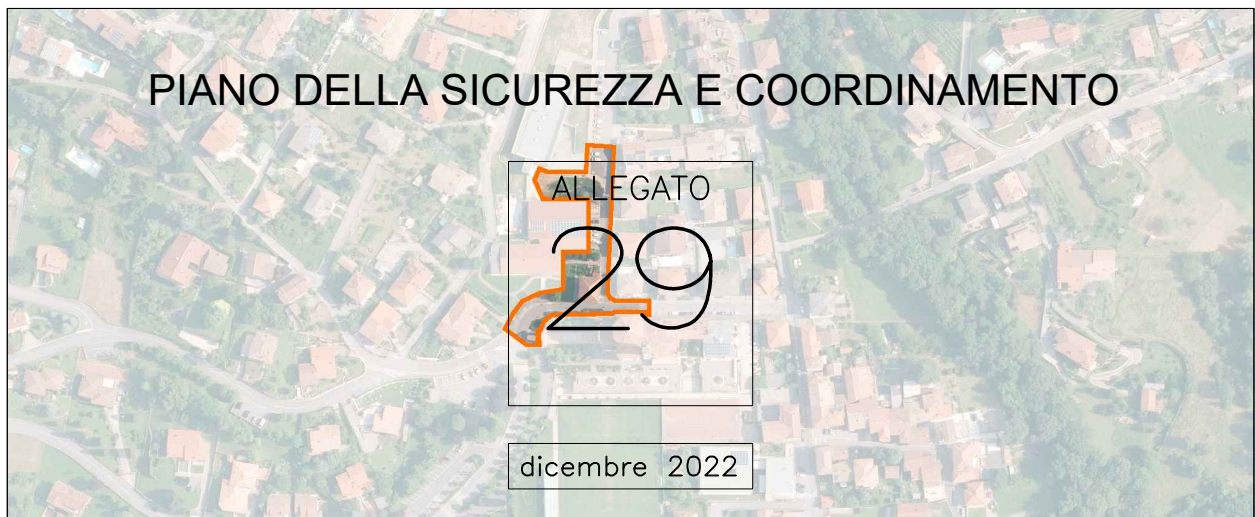 PIANO DELLA SICUREZZA E COORDINAMENTO
ALLEGATO
29
dicembre 2022